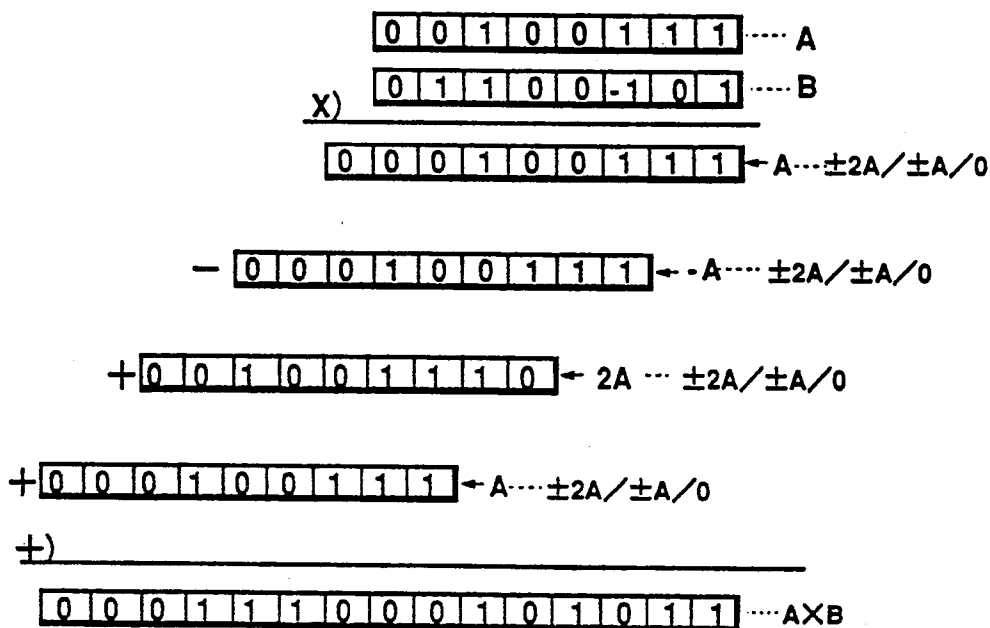 0 0 1 0 0 1 1 1 ····· A
0 1 1 0 0 -1 0 1 ····· B
X)
0 0 0 1 0 0 1 1 1 ← A···±2A/±A/0
− 0 0 0 1 0 0 1 1 1 ← -A···· ±2A/±A/0
+ 0 0 1 0 0 1 1 1 0 ← 2A ··· ±2A/±A/0
+ 0 0 0 1 0 0 1 1 1 ← A····±2A/±A/0
±)
0 0 0 1 1 1 0 0 0 1 0 1 0 1 1 ····AXB